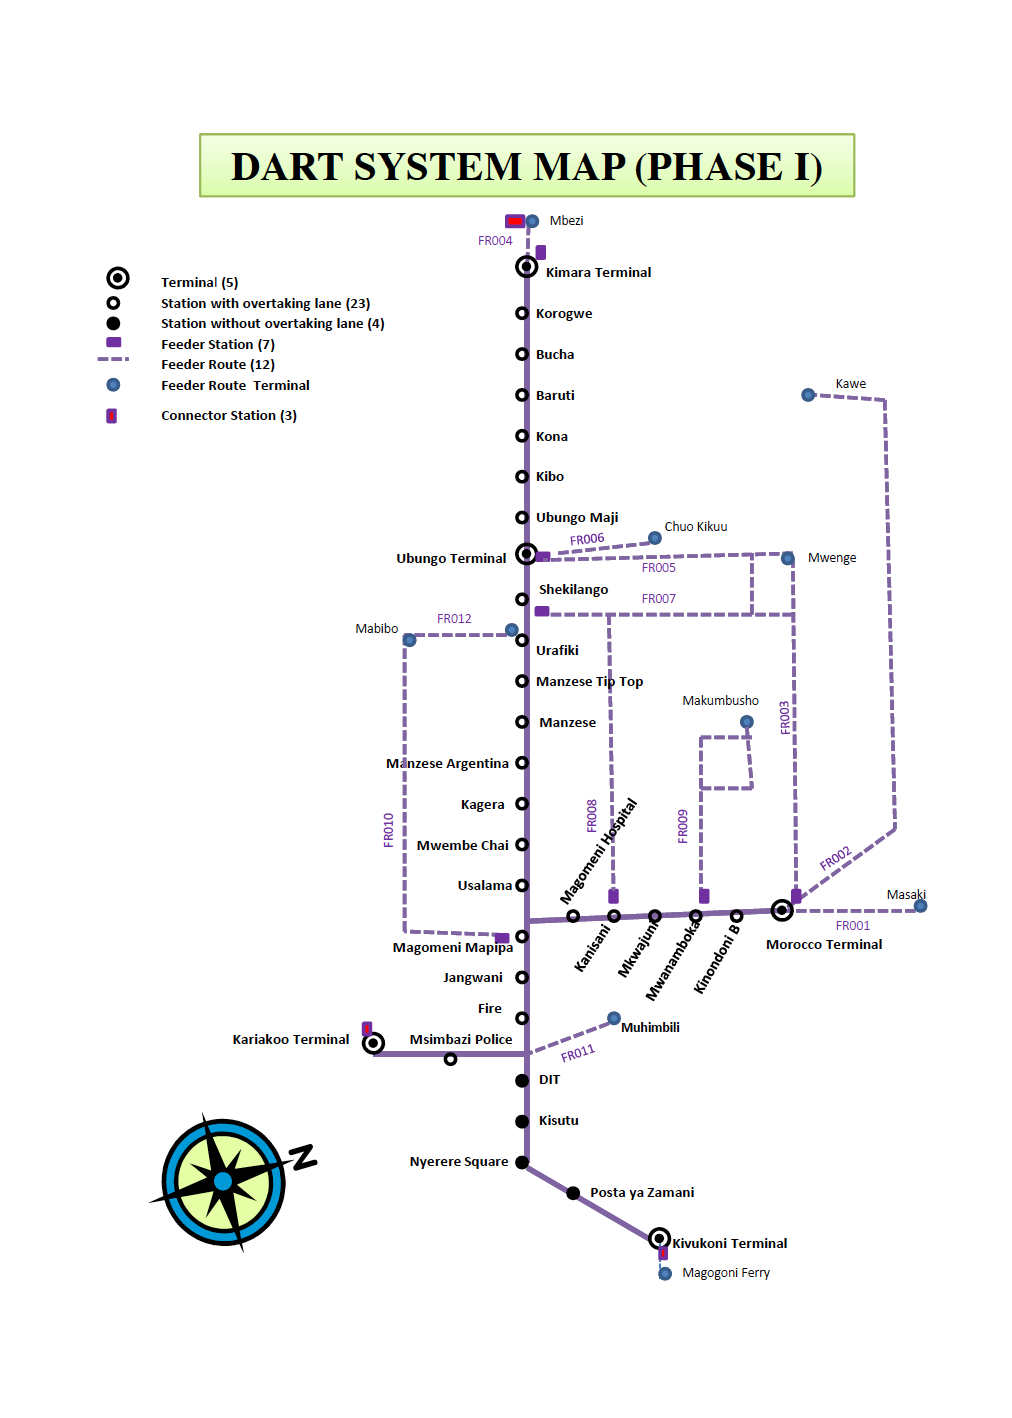 DART SYSTEM MAP (PHASE I)
Mbezi
FR004
Kimara Terminal
Terminal (5)
Station with overtaking lane (23)
Station without overtaking lane (4)
Feeder Station (7)
Feeder Route (12)
Feeder Route Terminal
Connector Station (3)
Korogwe
Bucha
Baruti
Kona
Kibo
Ubungo Maji
Kawe
Chuo Kikuu
FR006
Ubungo Terminal
Mwenge
FR005
Shekilango
FR007
FR012
Mabibo
Urafiki
Manzese Tip Top
Makumbusho
FR003
Manzese
Manzese Argentina
Kagera
FR010
FR008
Magomeni Hospital
FR009
Mwembe Chai
FR002
Usalama
Masaki
FR001
Magomeni Mapipa
Kanisani
Mkwajuni
Mwanamboka
Kinondoni B
Morocco Terminal
Jangwani
Fire
Muhimbili
Kariakoo Terminal
Msimbazi Police
FR011
DIT
Kisutu
N
Nyerere Square
Posta ya Zamani
Kivukoni Terminal
Magogoni Ferry